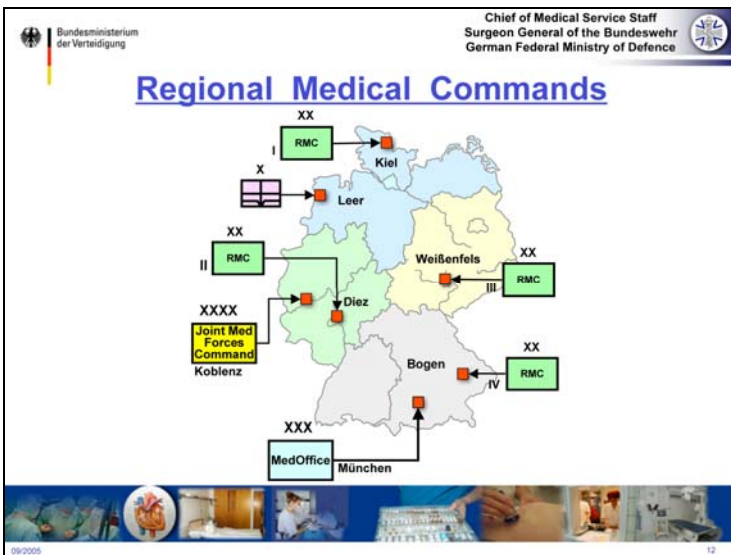 Bundesministerium
der Verteidigung
Chief of Medical Service Staff
Surgeon General of the Bundeswehr
German Federal Ministry of Defence
Regional Medical Commands
XX
I
RMC
Kiel
X
Leer
XX
II
RMC
Diez
Weißenfels
XX
III
RMC
XXXX
Joint Med
Forces
Command
Koblenz
Bogen
XX
IV
RMC
XXX
MedOffice
München
09/2005
12